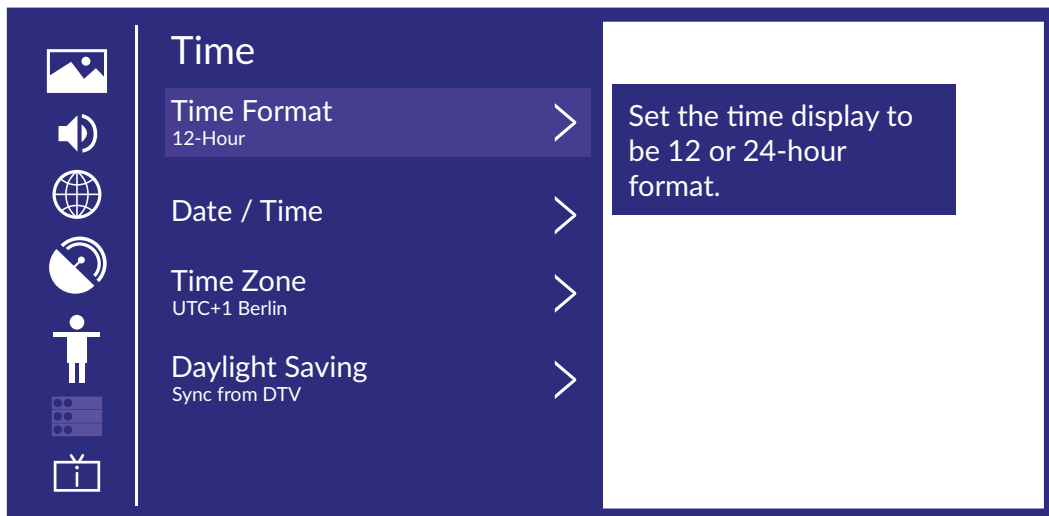 Time
Time Format
12-Hour
Set the time display to
be 12 or 24-hour
format.
Date / Time
Time Zone
UTC+1 Berlin
Daylight Saving
Sync from DTV
i